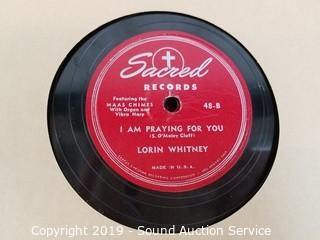 Sacred
RECORDS
Featuring the
MAAS CHIMES
With Organ and
Vibra Harp
48-B
I AM PRAYING FOR YOU
(S. O'Maley Cluff)
LORIN WHITNEY
MADE IN U.S.A.
Copyright 2019 - Sound Auction Service